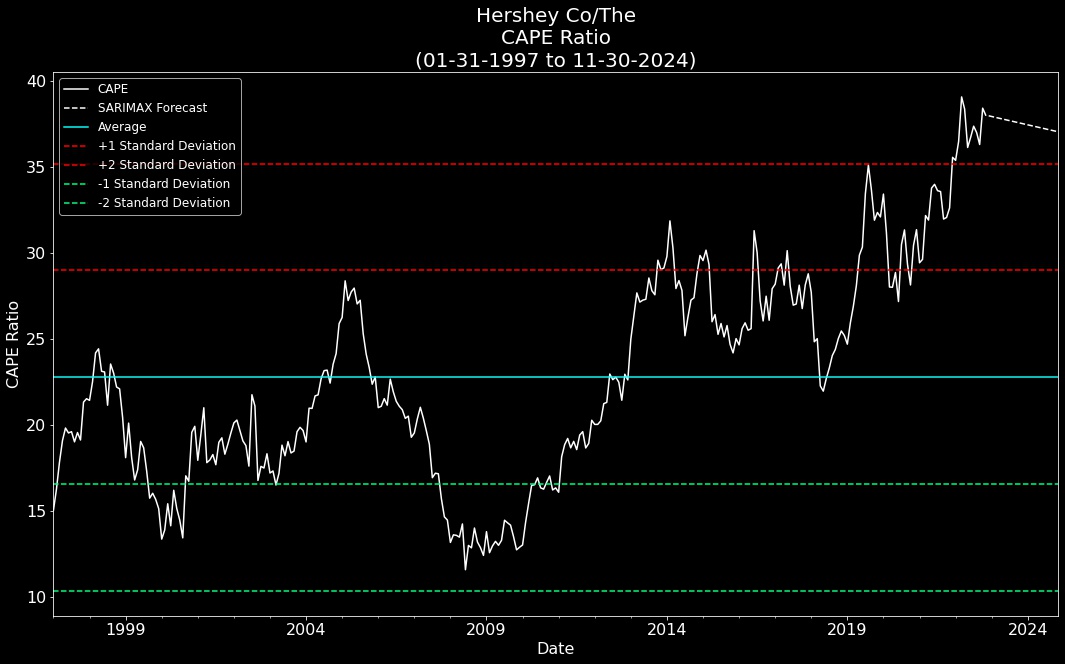 Hershey Co/The
CAPE Ratio
(01-31-1997 to 11-30-2024)
CAPE
SARIMAX Forecast
Average
+1 Standard Deviation
+2 Standard Deviation
-1 Standard Deviation
-2 Standard Deviation
40
35
30
25
20
15
10
CAPE Ratio
1999
2004
2009
2014
2019
2024
Date